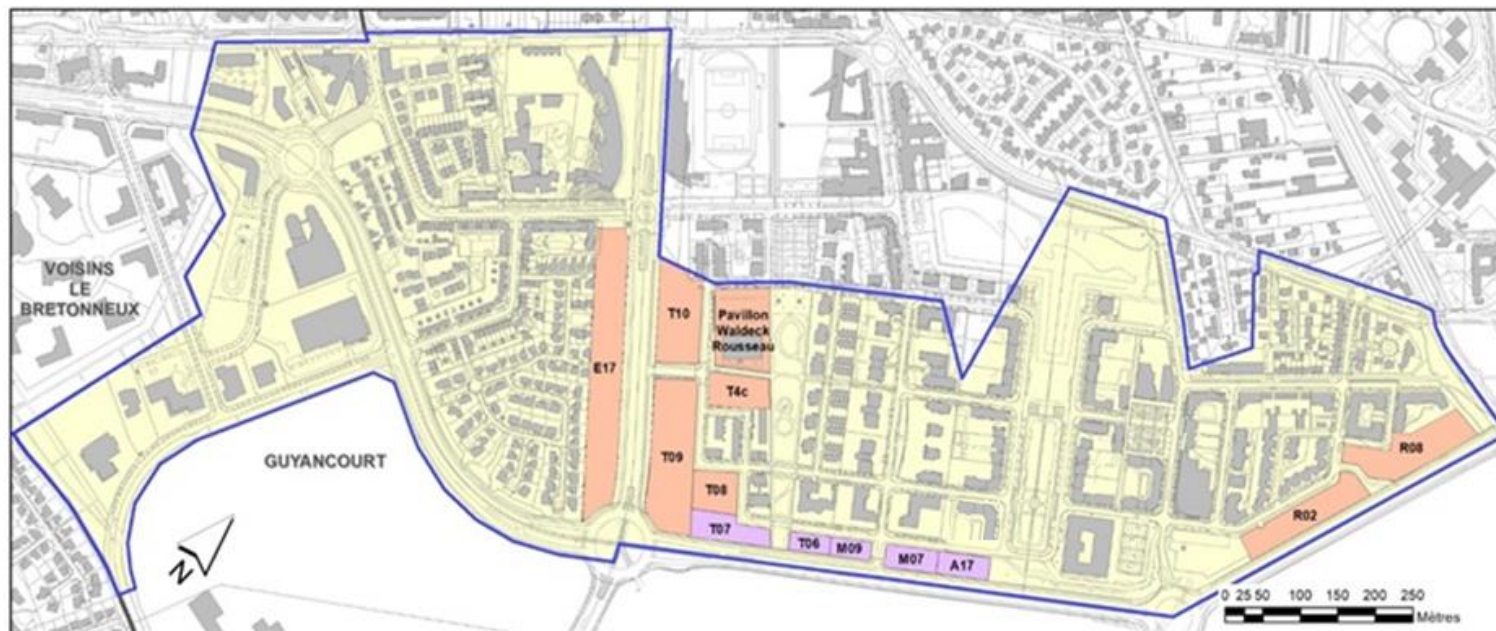 VOISINS
LE
BRETONNEUX
GUYANCOURT
E17
T10
Pavillon
Waldeck
Rousseau
T4c
T09
T08
T07
T06
M09
M07
A17
R08
R02
N
0 25 50 100 150 200 250
Mètres